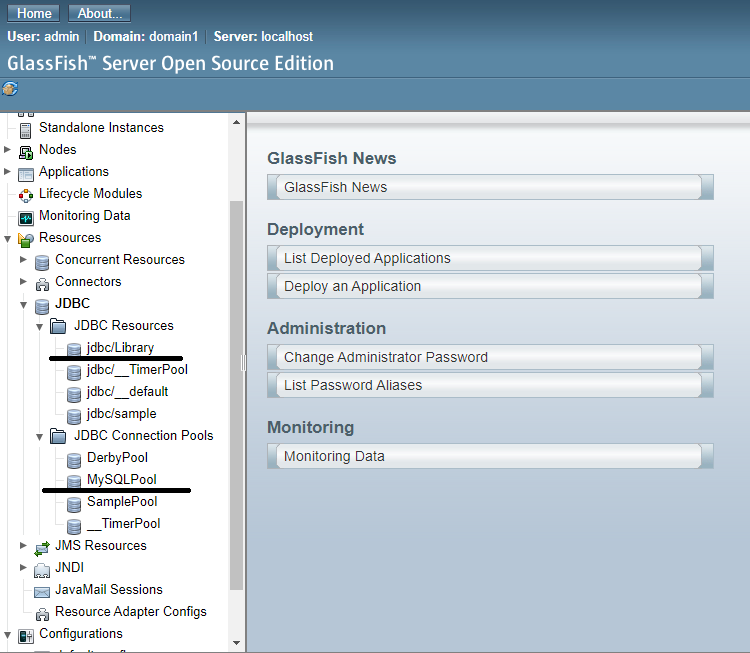 Home About...
User: admin Domain: domain1 Server: localhost
GlassFish™ Server Open Source Edition
Standalone Instances
Nodes
Applications
Lifecycle Modules
Monitoring Data
Resources
Concurrent Resources
Connectors
JDBC
JDBC Resources
jdbc/Library
jdbc/__TimerPool
jdbc/__default
jdbc/sample
JDBC Connection Pools
DerbyPool
MySQLPool
SamplePool
__TimerPool
JMS Resources
JNDI
JavaMail Sessions
Resource Adapter Configs
Configurations
GlassFish News
GlassFish News
Deployment
List Deployed Applications
Deploy an Application
Administration
Change Administrator Password
List Password Aliases
Monitoring
Monitoring Data